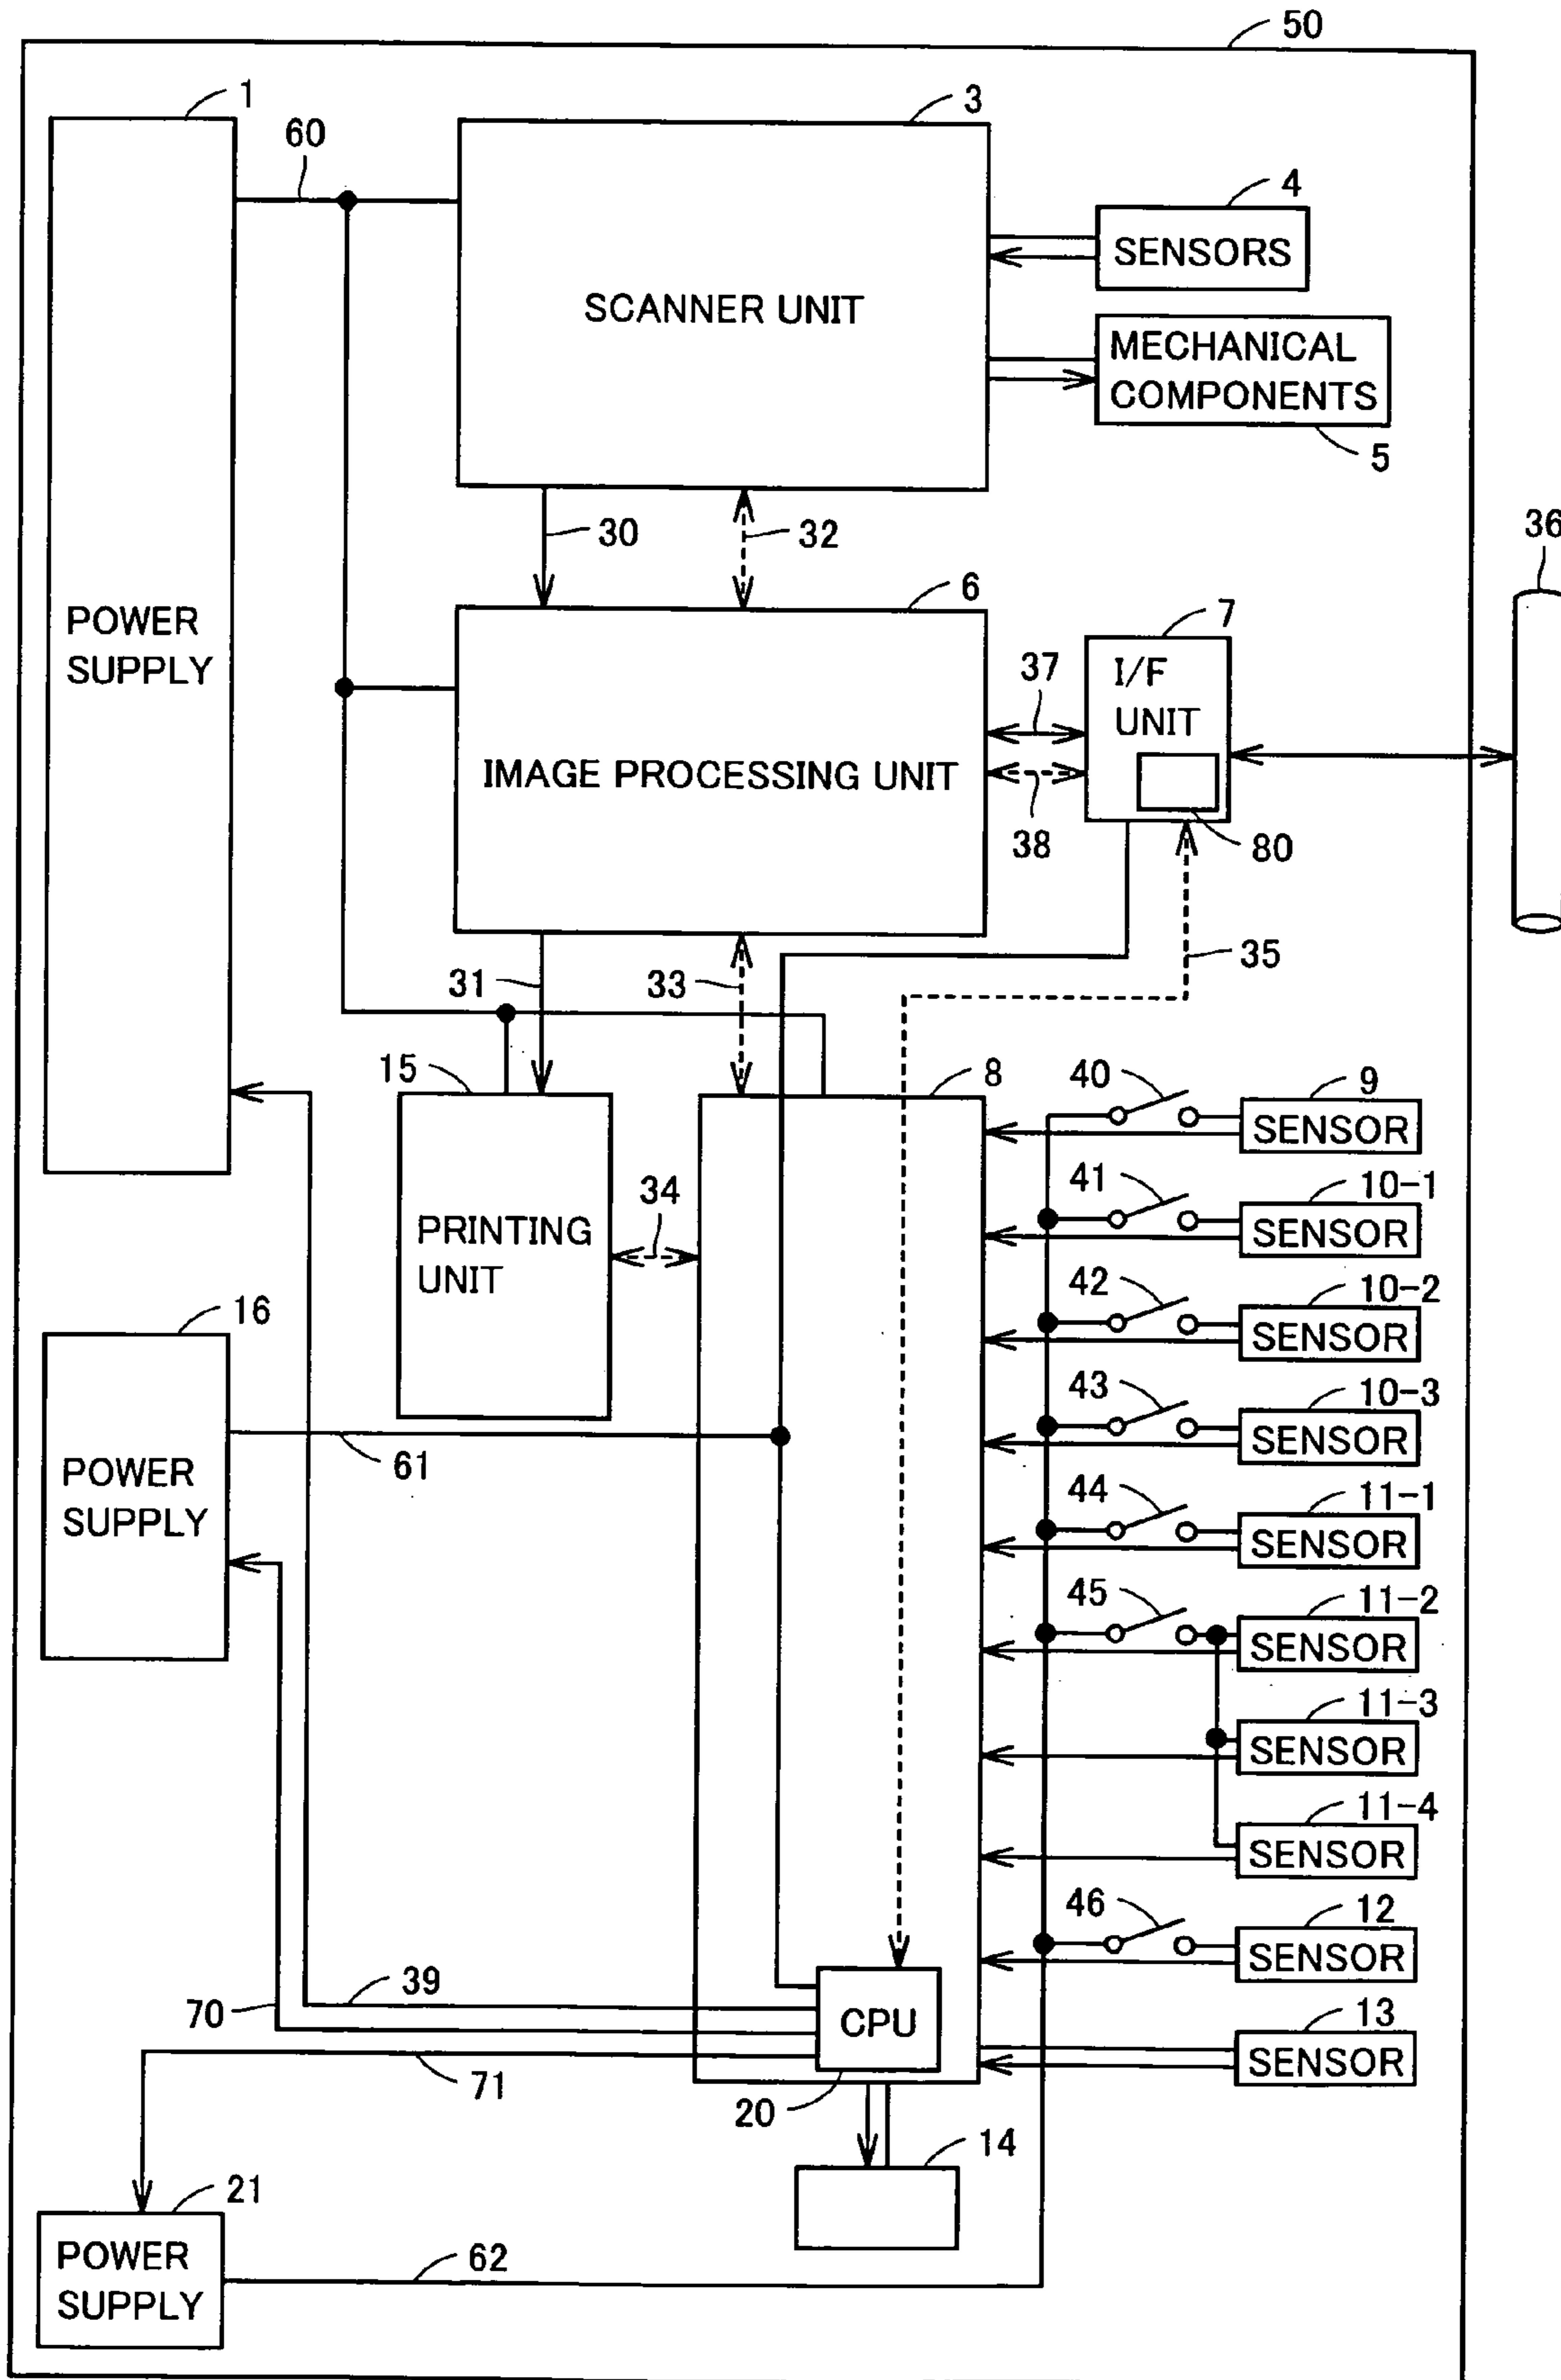 50
1
3
60
4
SENSORS
SCANNER UNIT
MECHANICAL
COMPONENTS
5
30
32
36
6
7
POWER
SUPPLY
37
I/F
UNIT
IMAGE PROCESSING UNIT
38
80
31
33
35
15
8
40
9
SENSOR
41
10-1
SENSOR
34
PRINTING
UNIT
42
10-2
SENSOR
16
43
10-3
SENSOR
61
POWER
SUPPLY
44
11-1
SENSOR
45
11-2
SENSOR
11-3
SENSOR
11-4
SENSOR
46
12
SENSOR
39
70
CPU
13
SENSOR
71
20
14
21
POWER
SUPPLY
62